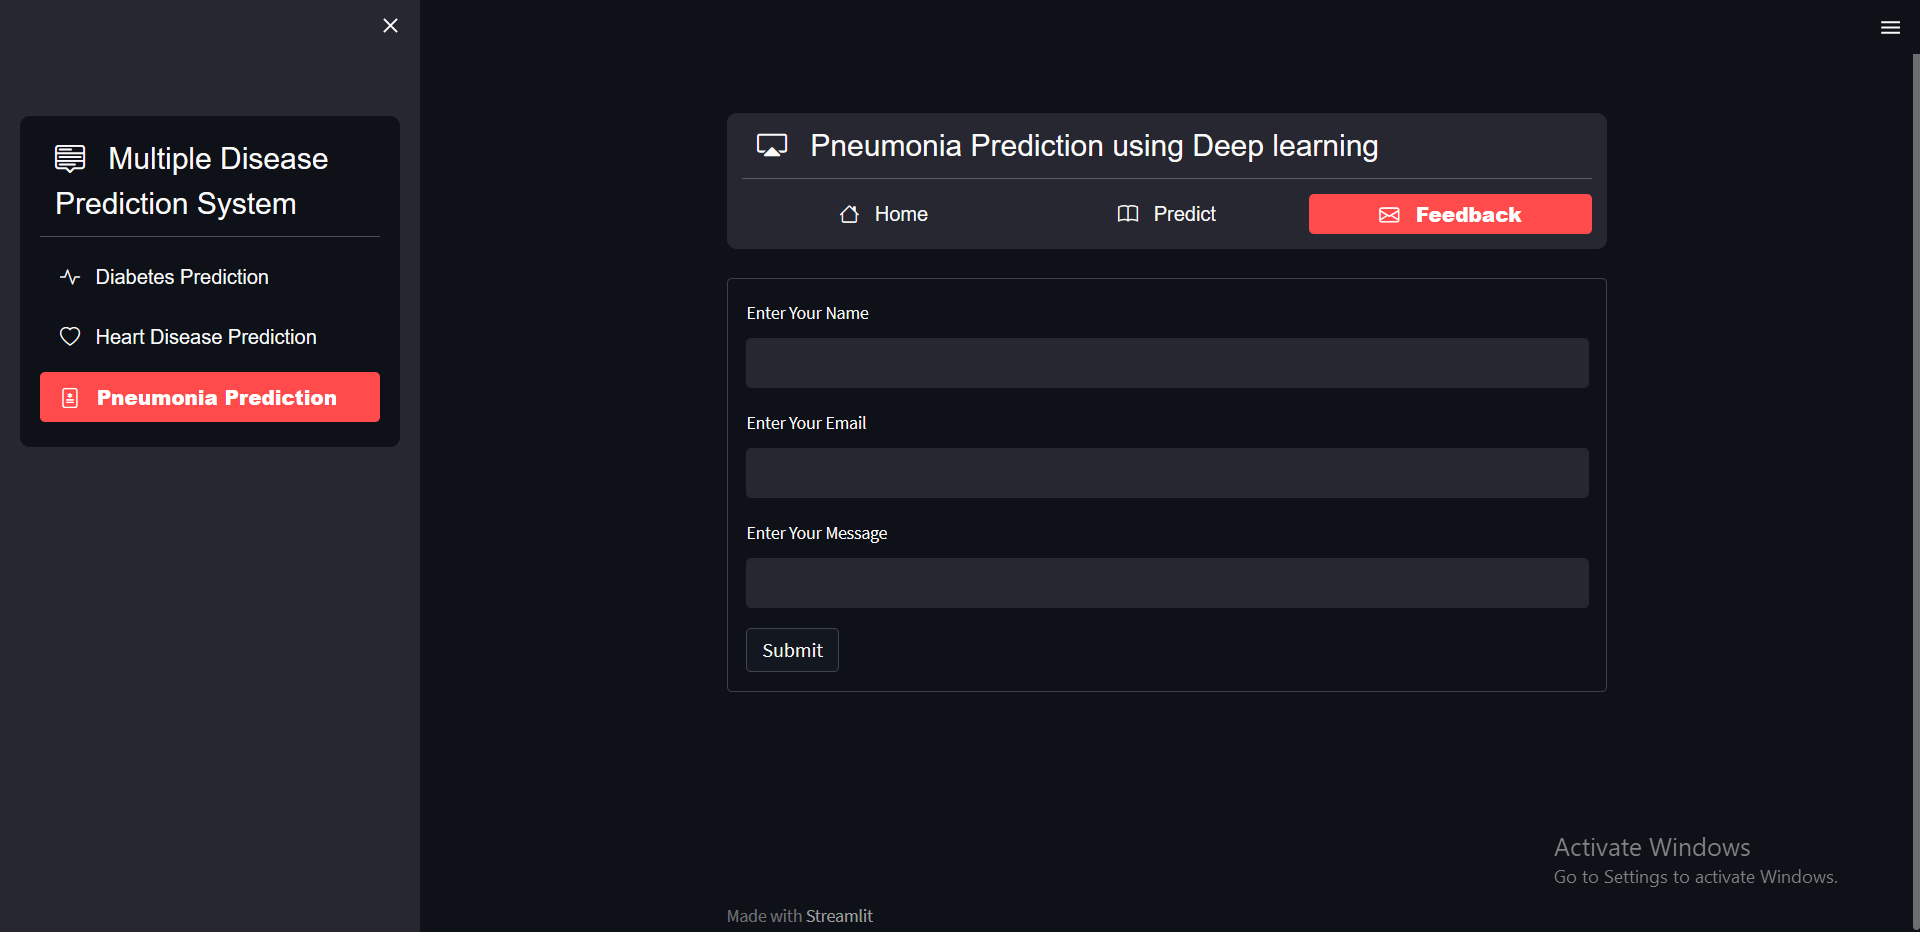 Multiple Disease
Prediction System
Diabetes Prediction
Heart Disease Prediction
Pneumonia Prediction
Pneumonia Prediction using Deep learning
Home
Predict
Feedback
Enter Your Name
Enter Your Email
Enter Your Message
Submit
Activate Windows
Go to Settings to activate Windows.
Made with Streamlit